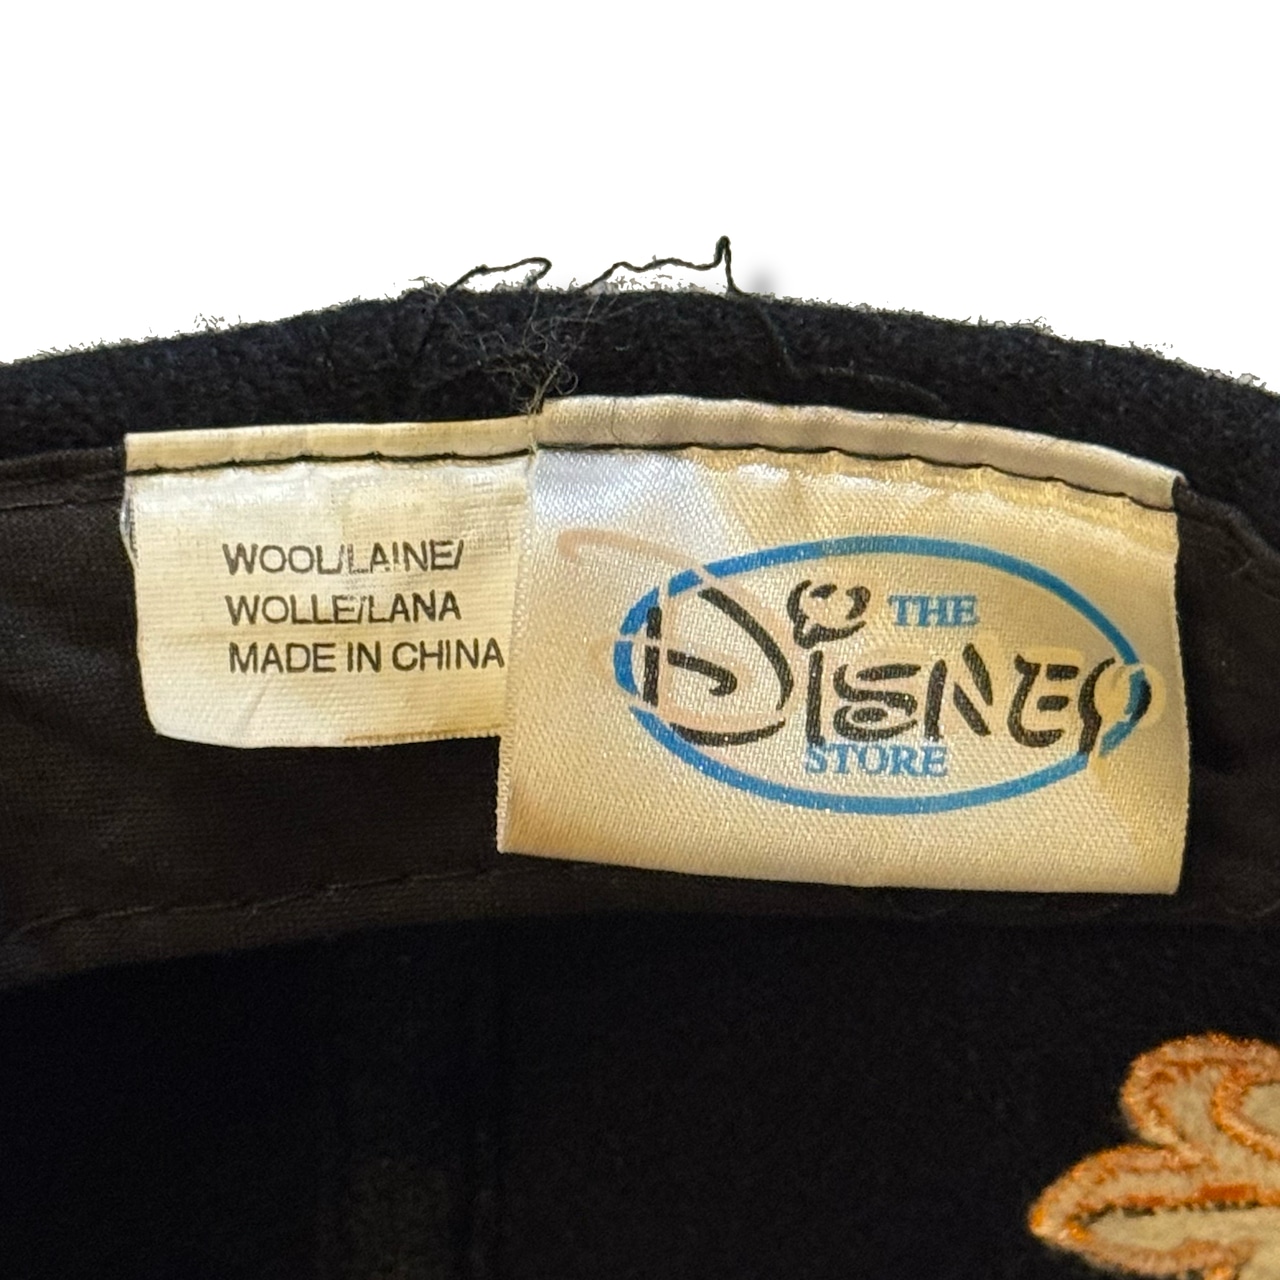 WOOL/LAINE/
WOLLE/LANA
MADE IN CHINA
THE
DISNEY
STORE